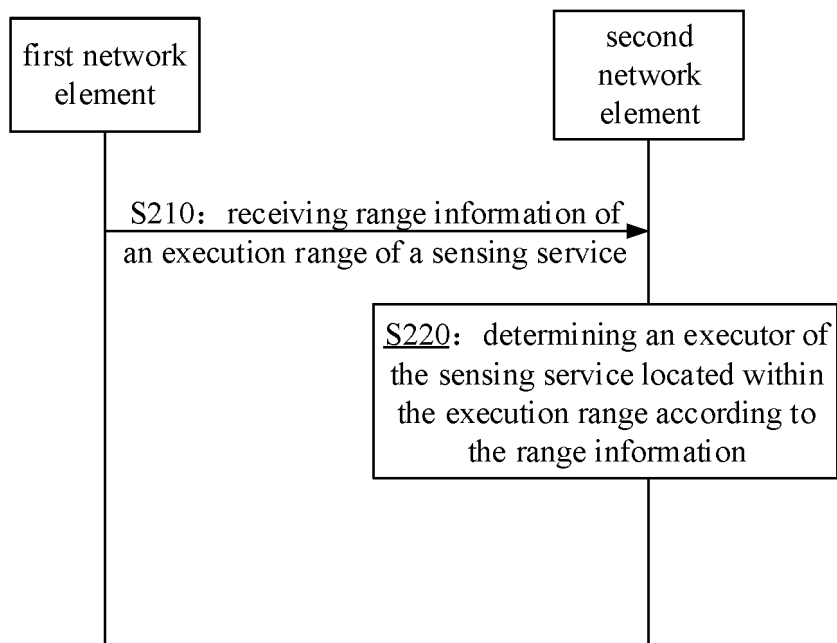 first network
element
second
network
element
S210：receiving range information of
an execution range of a sensing service
S220：determining an executor of
the sensing service located within
the execution range according to
the range information